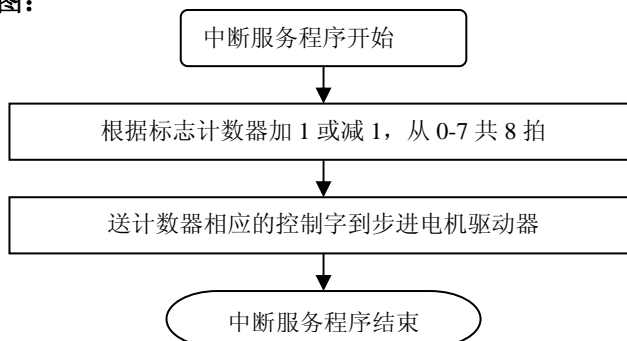 图：
中断服务程序开始
根据标志计数器加 1 或减 1，从 0-7 共 8 拍
送计数器相应的控制字到步进电机驱动器
中断服务程序结束